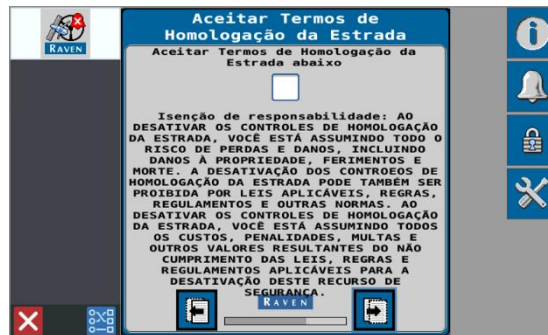 Aceitar Termos de
Homologação da Estrada
RAVEN
Aceitar Termos de Homologação da
Estrada abaixo
Isenção de responsabilidade: AO
DESATIVAR OS CONTROLES DE HOMOLOGAÇÃO
DA ESTRADA, VOCÊ ESTÁ ASSUMINDO TODO O
RISCO DE PERDAS E DANOS, INCLUINDO
DANOS À PROPRIEDADE, FERIMENTOS E
MORTE. A DESATIVAÇÃO DOS CONTROEOS DE
HOMOLOGAÇÃO DA ESTRADA PODE TAMBÉM SER
PROIBIDA POR LEIS APLICÁVEIS, REGRAS,
REGULAMENTOS E OUTRAS NORMAS. AO
DESATIVAR OS CONTROLES DE HOMOLOGAÇÃO
DA ESTRADA, VOCÊ ESTÁ ASSUMINDO TODOS
OS CUSTOS, PENALIDADES, MULTAS E
OUTROS VALORES RESULTANTES DO NÃO
CUMPRIMENTO DAS LEIS, REGRAS E
REGULAMENTOS APLICÁVEIS PARA A
DESATIVAÇÃO DESTE RECURSO DE
SEGURANÇA.
RAVEN